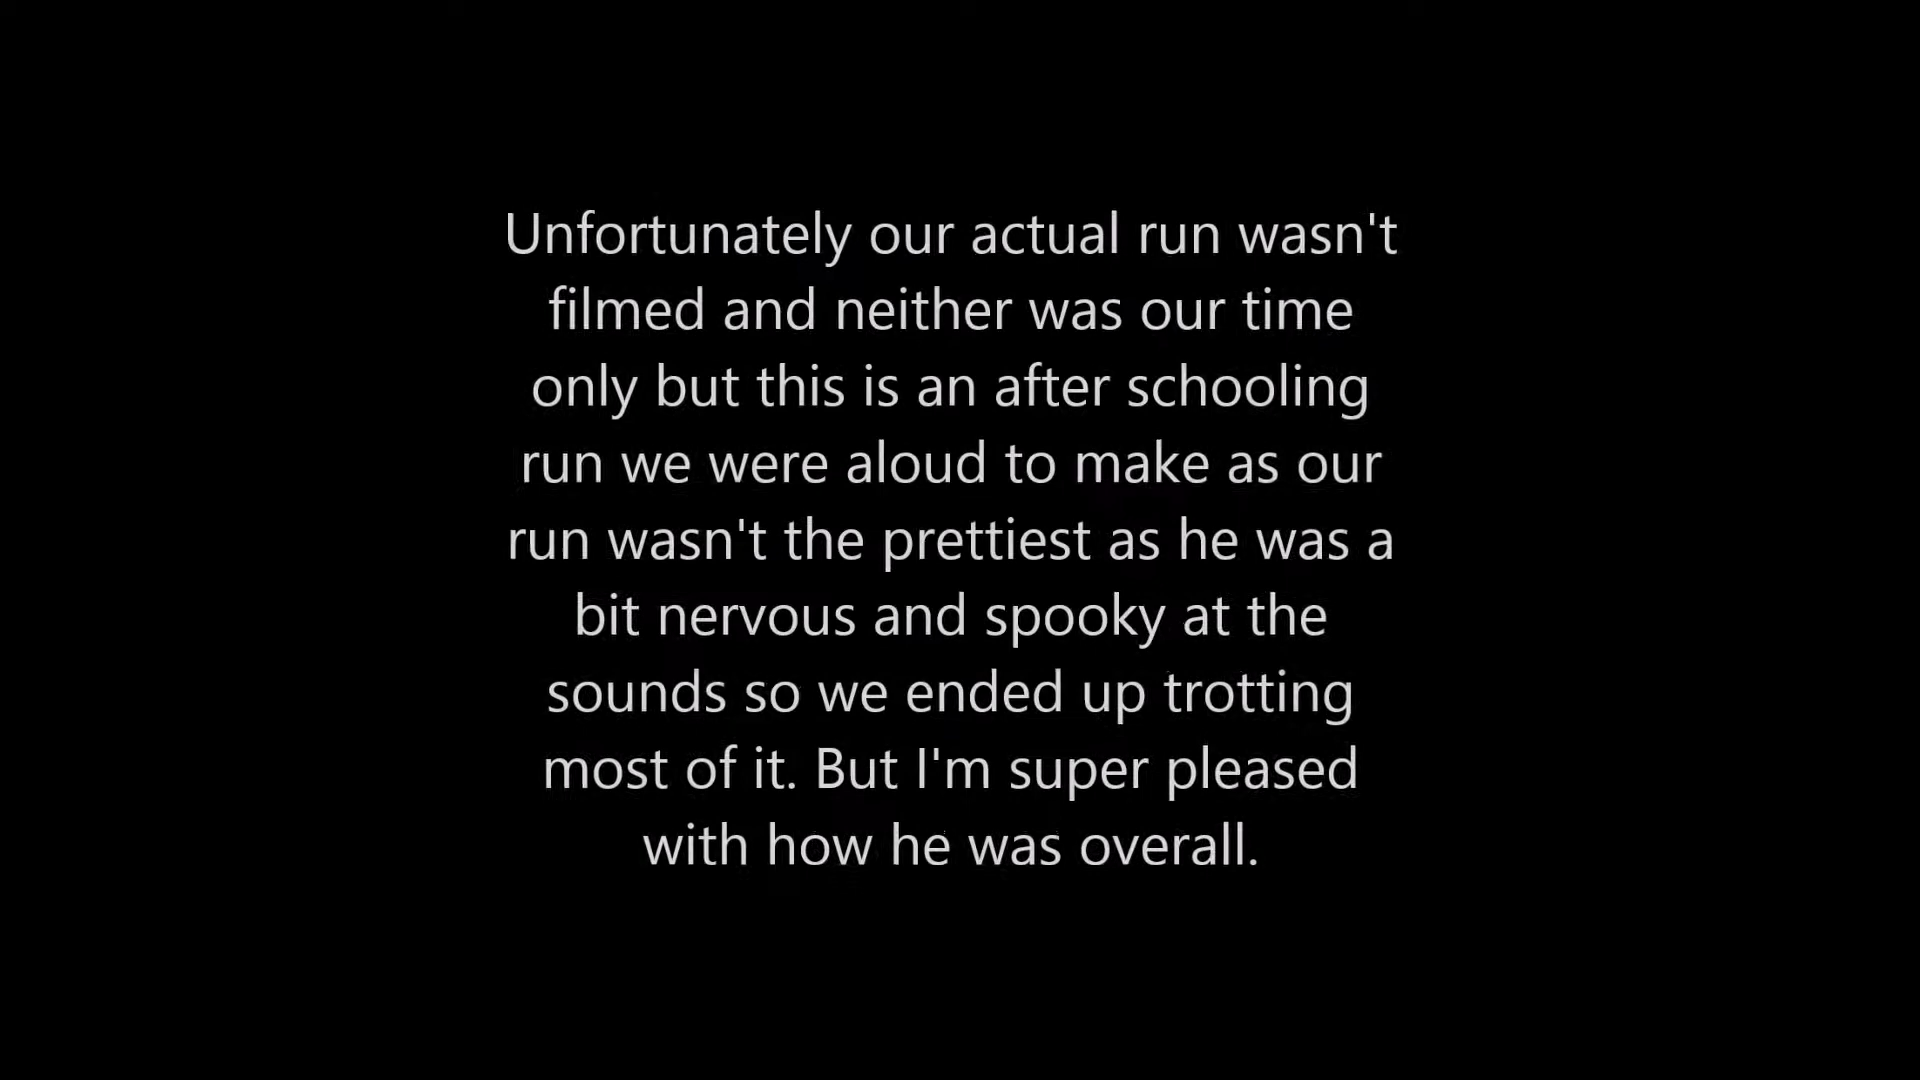 Unfortunately our actual run wasn't
filmed and neither was our time
only but this is an after schooling
run we were aloud to make as our
run wasn't the prettiest as he was a
bit nervous and spooky at the
sounds so we ended up trotting
most of it. But I'm super pleased
with how he was overall.